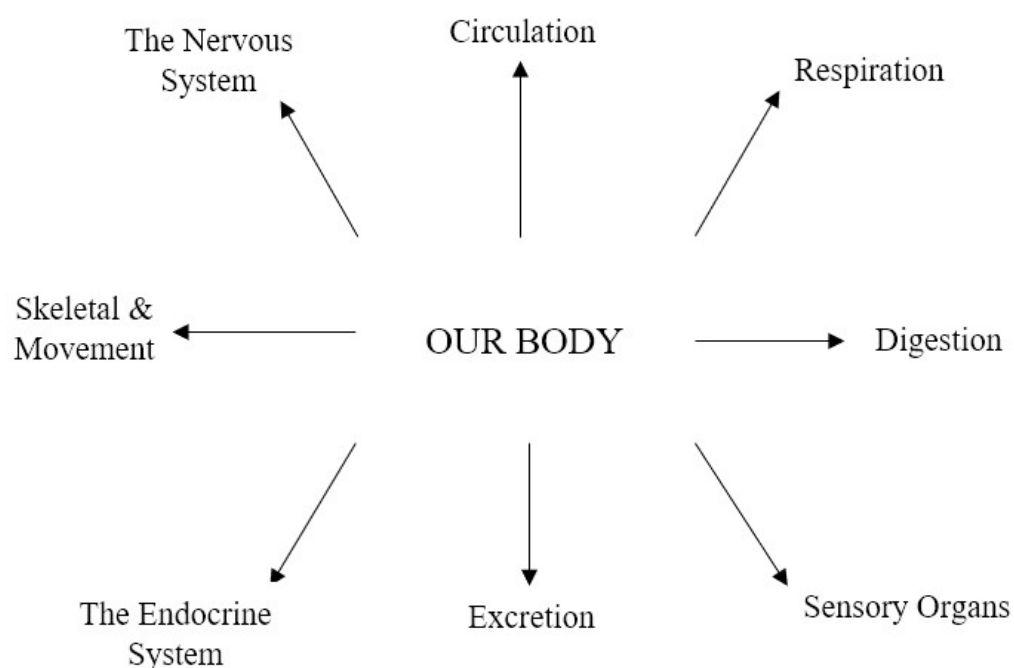 The Nervous
System
Circulation
Respiration
Skeletal &
Movement
OUR BODY
Digestion
The Endocrine
System
Excretion
Sensory Organs